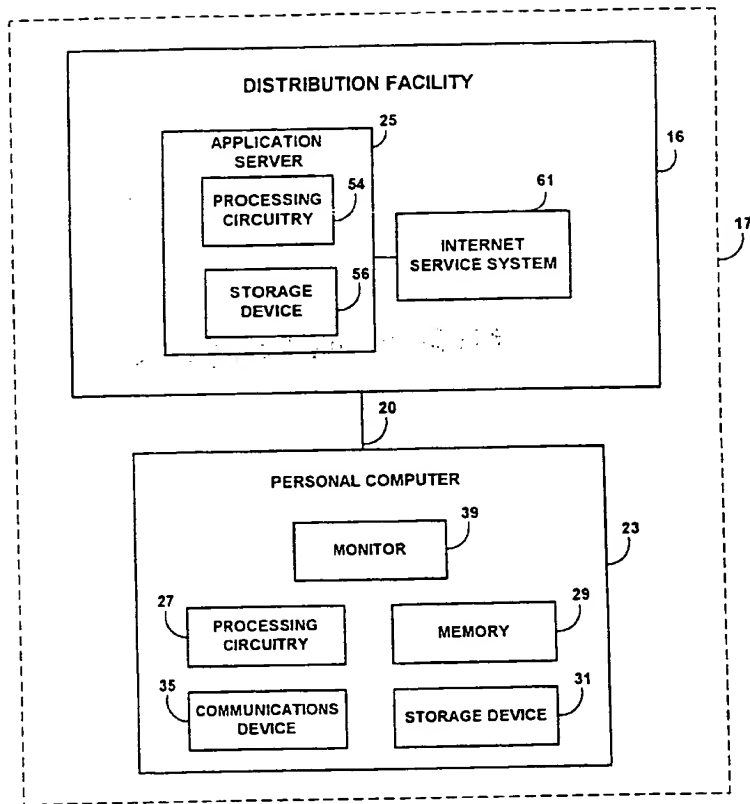 DISTRIBUTION FACILITY
25
APPLICATION
SERVER
16
54
PROCESSING
CIRCUITRY
61
INTERNET
SERVICE SYSTEM
17
56
STORAGE
DEVICE
20
PERSONAL COMPUTER
39
MONITOR
23
27
PROCESSING
CIRCUITRY
29
MEMORY
35
COMMUNICATIONS
DEVICE
31
STORAGE DEVICE